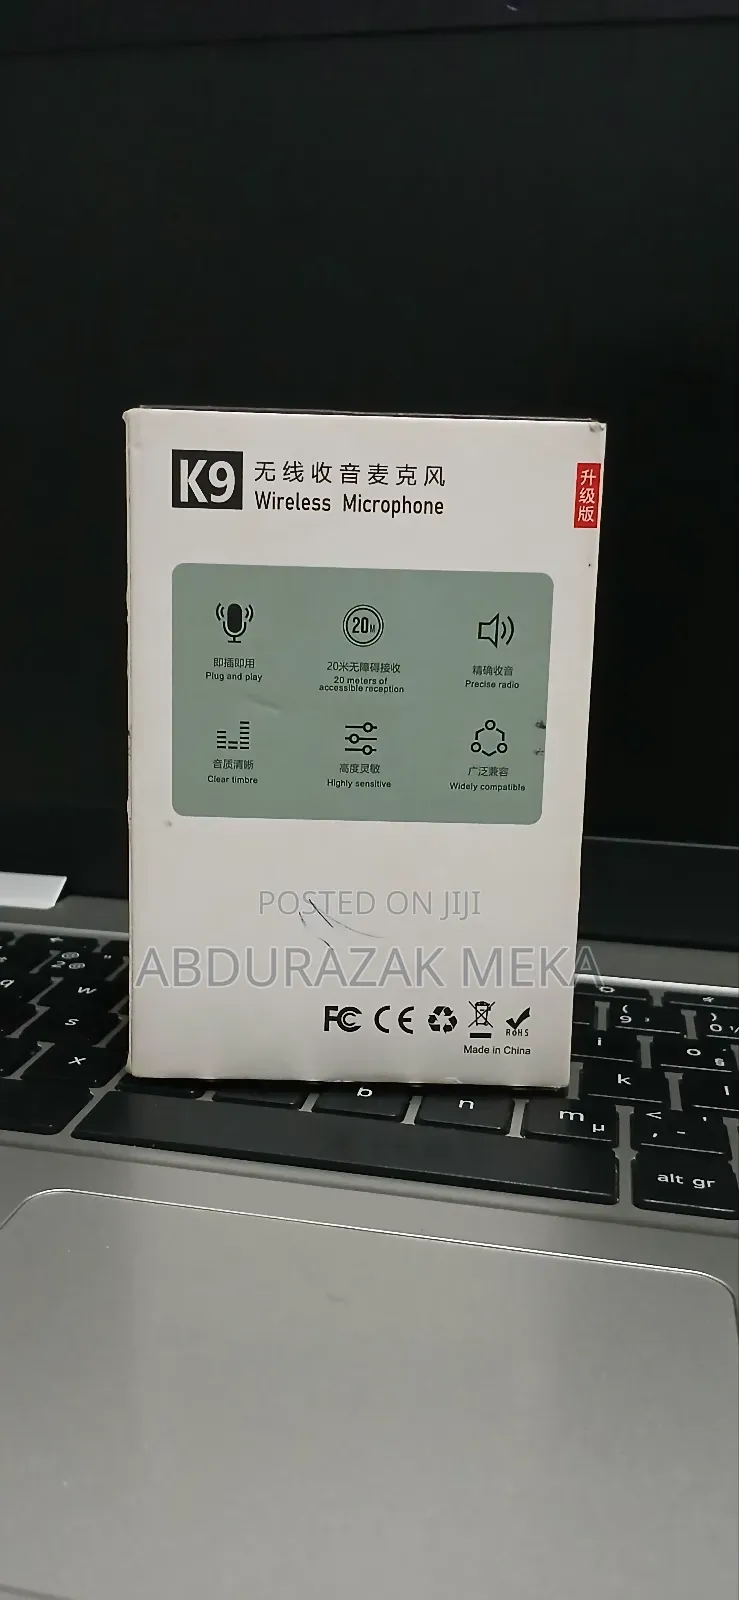 K9 无线收音麦克风
Wireless Microphone
升级版
20M
即插即用
Plug and play
20米无障碍接收
20 meters of
accessible reception
精确收音
Precise radio
音质清晰
Clear timbre
高度灵敏
Highly sensitive
广泛兼容
Widely compatible
POSTED ON JIJI
ABDURAZAK MEKA
FC CE RoHS
Made in China
2 @
q w
s
x
o
9 ) 0
i o
k l
b n m µ
alt gr